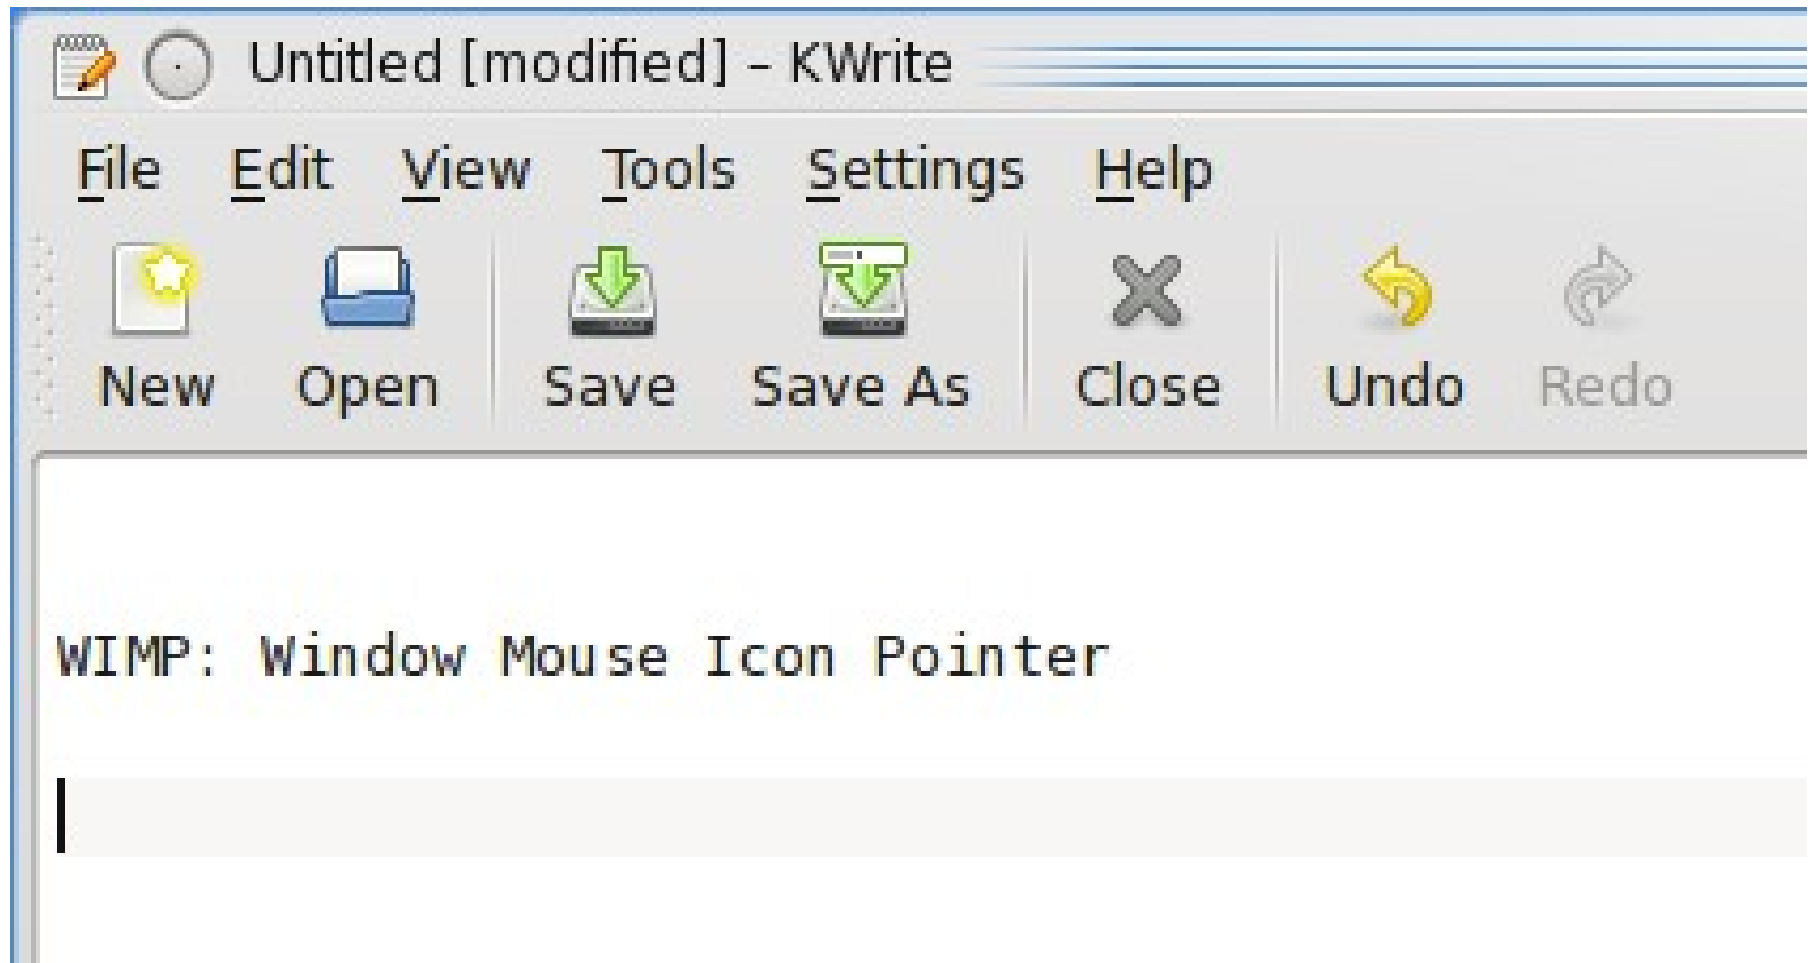 Untitled [modified] – KWrite
File Edit View Tools Settings Help
New Open Save Save As Close Undo Redo
WIMP: Window Mouse Icon Pointer